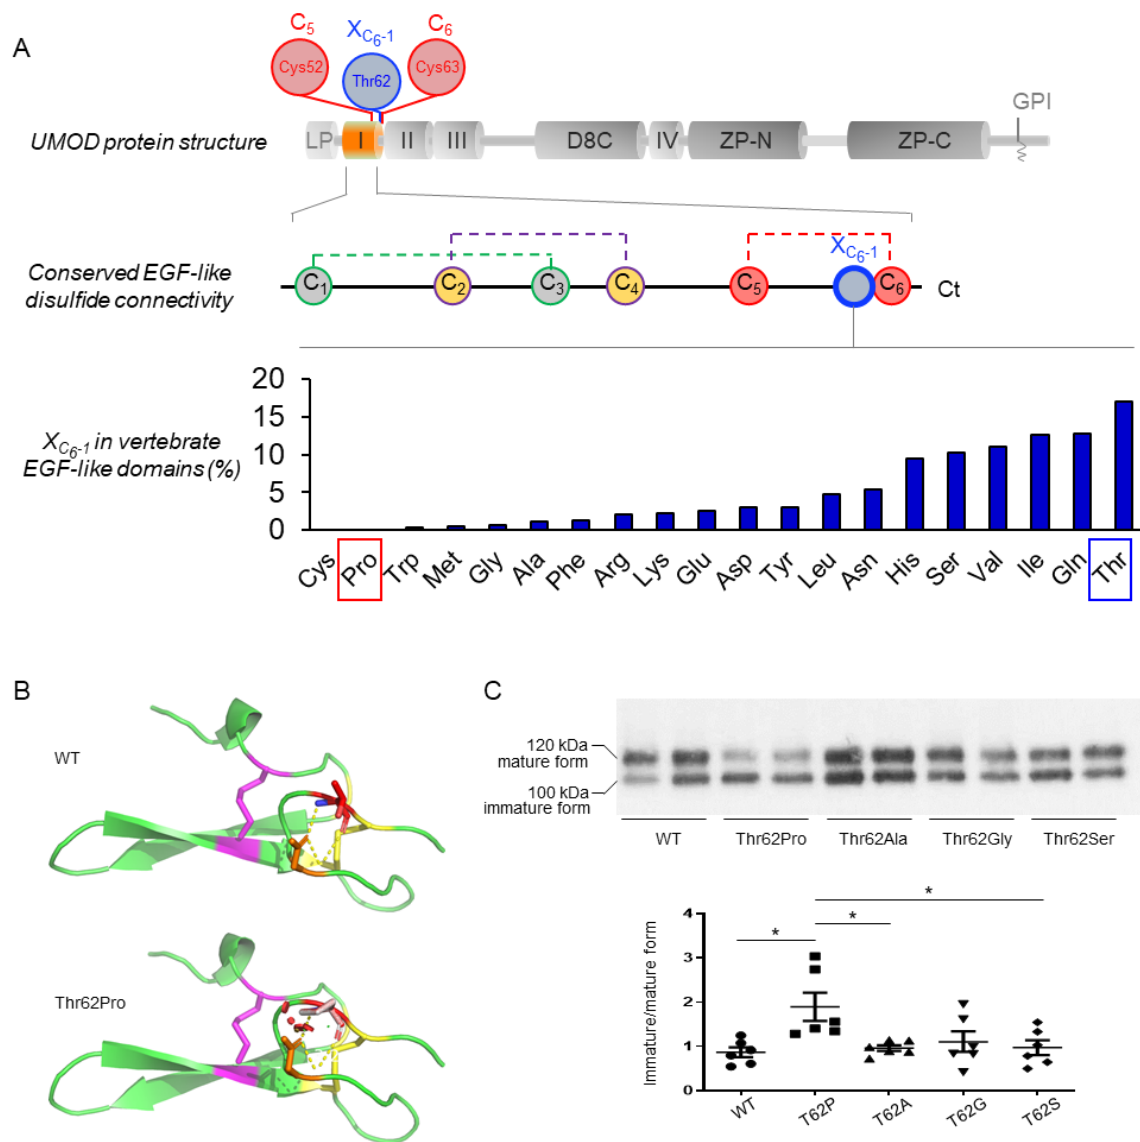 A
C5
XC6-1
C6
Cys52
Thr62
Cys63
GPI
UMOD protein structure
LP
I
II
III
D8C
IV
ZP-N
ZP-C
Conserved EGF-like
disulfide connectivity
C1
C2
C3
C4
C5
XC6-1
C6
Ct
XC6-1 in vertebrate
EGF-like domains (%)
20
15
10
5
0
Cys
Pro
Trp
Met
Gly
Ala
Phe
Arg
Lys
Glu
Asp
Tyr
Leu
Asn
His
Ser
Val
Ile
Gln
Thr
B
WT
Thr62Pro
C
120 kDa
mature form
100 kDa
immature form
WT
Thr62Pro
Thr62Ala
Thr62Gly
Thr62Ser
Immature/mature form
4
3
2
1
0
*
*
*
WT
T62P
T62A
T62G
T62S